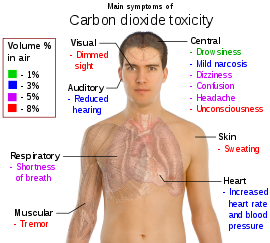 Main symptoms of
Carbon dioxide toxicity
Volume %
in air
- 1%
- 3%
- 5%
- 8%
Visual
- Dimmed
sight
Auditory
- Reduced
hearing
Central
- Drowsiness
- Mild narcosis
- Dizziness
- Confusion
- Headache
- Unconsciousness
Skin
- Sweating
Respiratory
- Shortness
of breath
Heart
- Increased
heart rate
and blood
pressure
Muscular
- Tremor